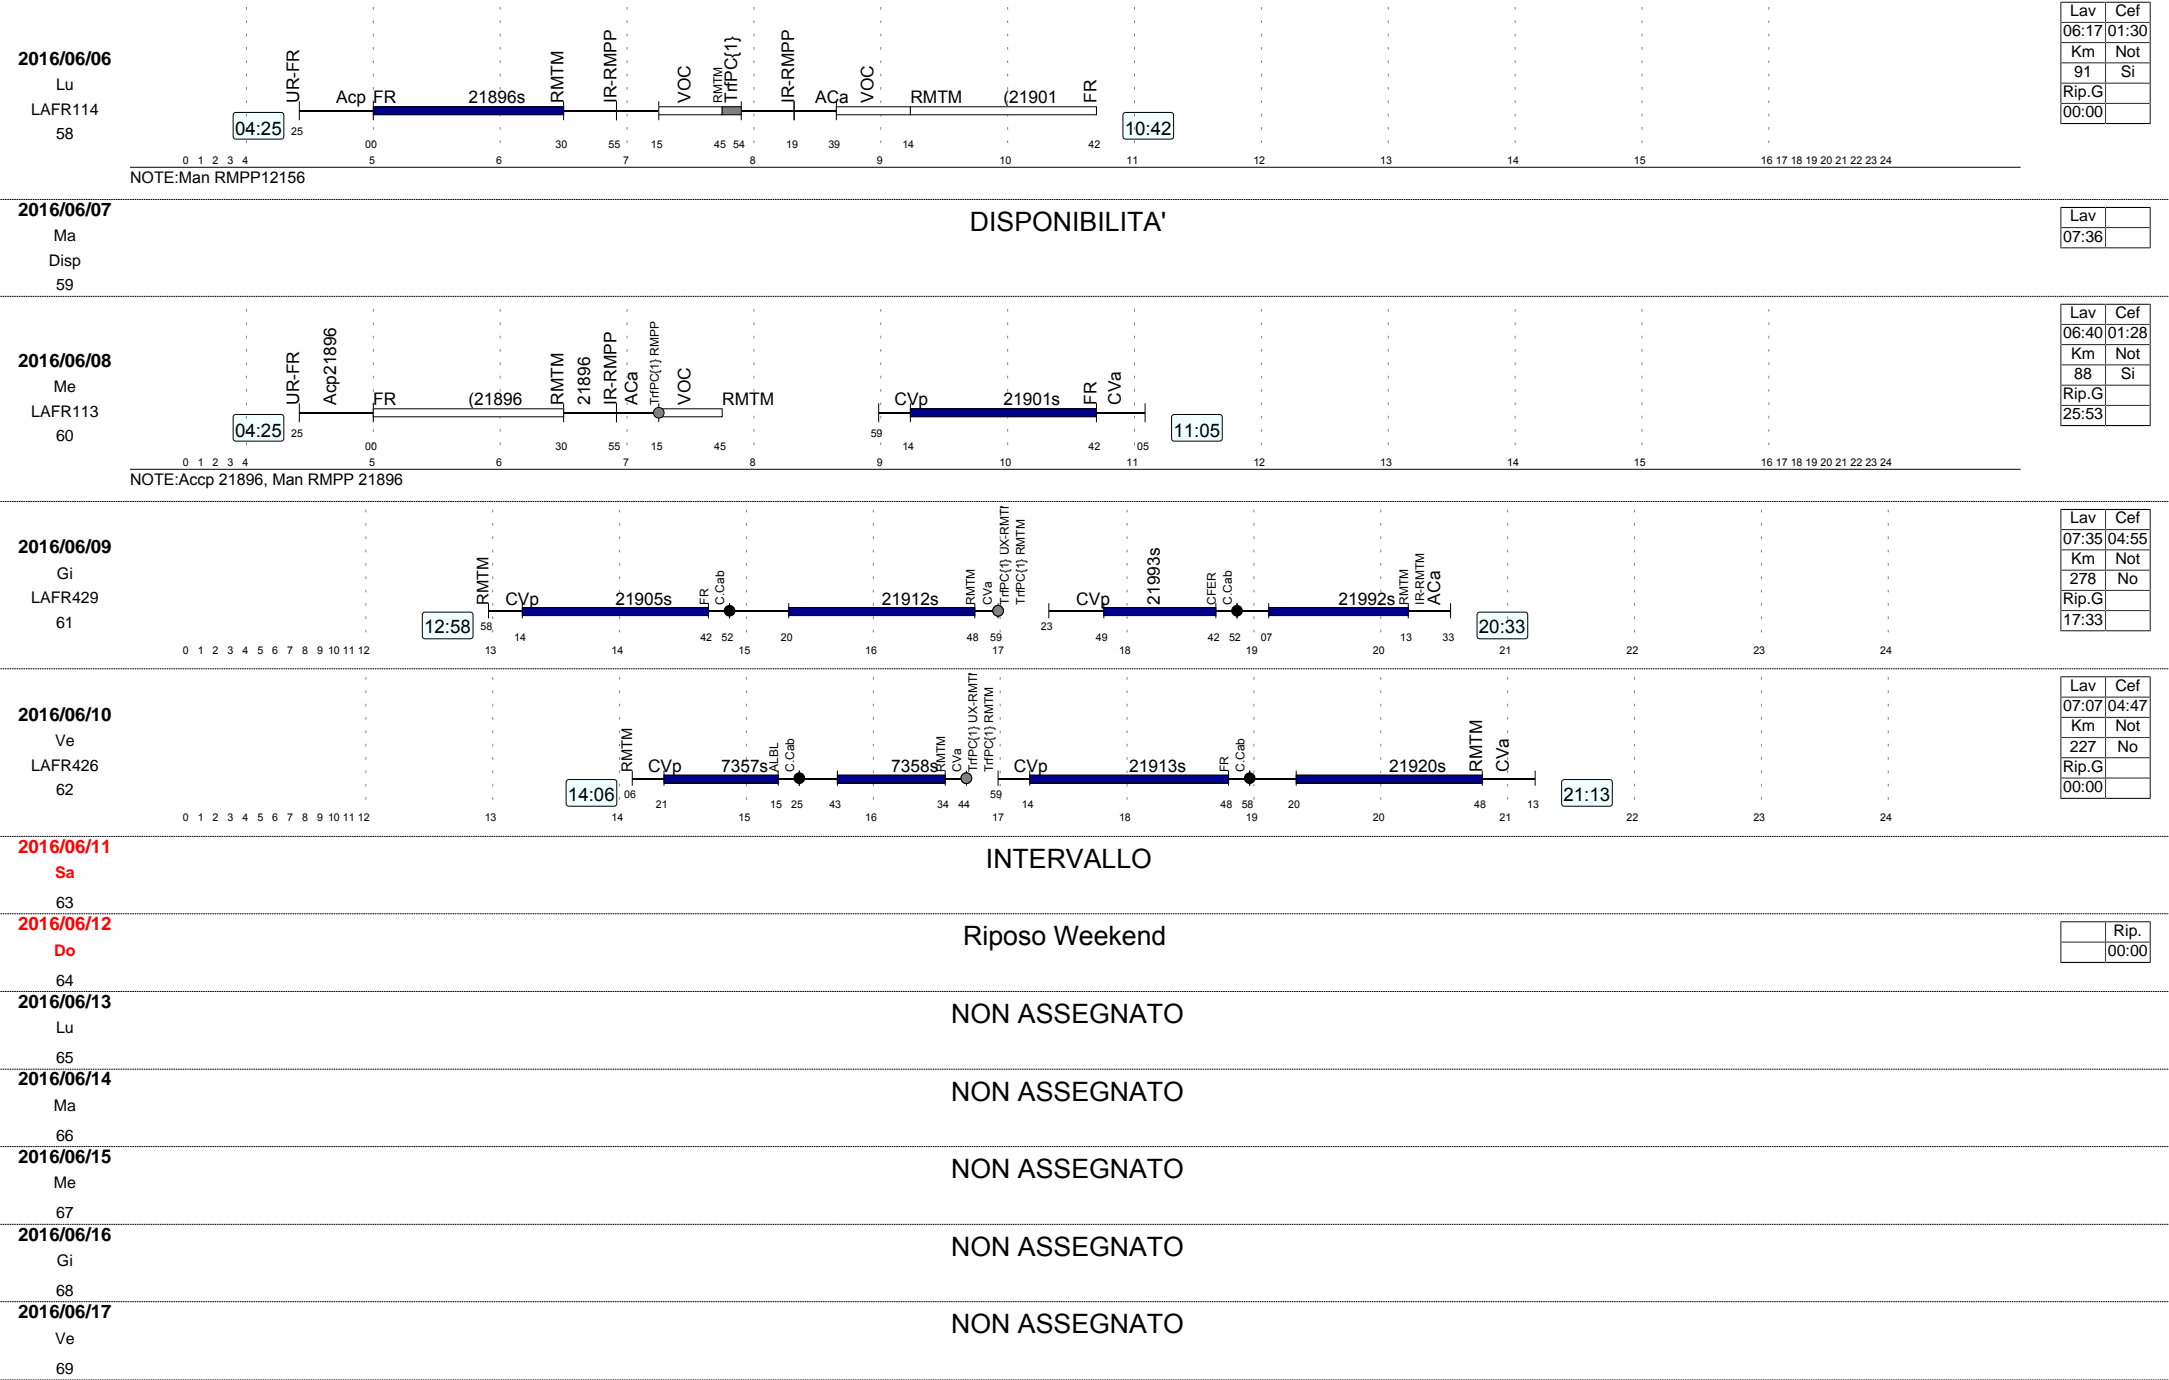 2016/06/06
Lu
LAFR114
58
04:25
UR-FR
Acp FR 21896s RMTM
IR-RMPP
VOC
RMTM
TrfPC{1}
IR-RMPP
ACa
VOC
RMTM (21901 FR
10:42
25 00 30 55 15 45 54 19 39 14 42
0 1 2 3 4 5 6 7 8 9 10 11 12 13 14 15 16 17 18 19 20 21 22 23 24
NOTE:Man RMPP12156
Lav Cef
06:17 01:30
Km Not
91 Si
Rip.G
00:00
2016/06/07
Ma
Disp
59
DISPONIBILITA'
Lav
07:36
2016/06/08
Me
LAFR113
60
04:25
UR-FR
Acp21896
FR (21896 RMTM
21896
IR-RMPP
ACa
TrfPC{1} RMPP
VOC
RMTM
CVp 21901s FR
CVa
11:05
25 00 30 55 15 45 59 14 42 05
0 1 2 3 4 5 6 7 8 9 10 11 12 13 14 15 16 17 18 19 20 21 22 23 24
NOTE:Accp 21896, Man RMPP 21896
Lav Cef
06:40 01:28
Km Not
88 Si
Rip.G
25:53
2016/06/09
Gi
LAFR429
61
12:58
RMTM
CVp 21905s FR
C.Cab
21912s RMTM
CVa
TrfPC{1} UX-RMT
TrfPC{1} RMTM
CVp 21993s CFER
C.Cab
21992s RMTM
IR-RMTM
ACa
20:33
58 14 42 52 20 48 59 23 49 42 52 07 13 33
0 1 2 3 4 5 6 7 8 9 10 11 12 13 14 15 16 17 18 19 20 21 22 23 24
Lav Cef
07:35 04:55
Km Not
278 No
Rip.G
17:33
2016/06/10
Ve
LAFR426
62
14:06
RMTM
CVp 7357s ALBL
C.Cab
7358s RMTM
CVa
TrfPC{1} UX-RMT
TrfPC{1} RMTM
CVp 21913s FR
C.Cab
21920s RMTM
CVa
21:13
06 21 15 25 43 34 44 59 14 48 58 20 48 13
0 1 2 3 4 5 6 7 8 9 10 11 12 13 14 15 16 17 18 19 20 21 22 23 24
Lav Cef
07:07 04:47
Km Not
227 No
Rip.G
00:00
2016/06/11
Sa
63
INTERVALLO
2016/06/12
Do
64
Riposo Weekend
Rip.
00:00
2016/06/13
Lu
65
NON ASSEGNATO
2016/06/14
Ma
66
NON ASSEGNATO
2016/06/15
Me
67
NON ASSEGNATO
2016/06/16
Gi
68
NON ASSEGNATO
2016/06/17
Ve
69
NON ASSEGNATO